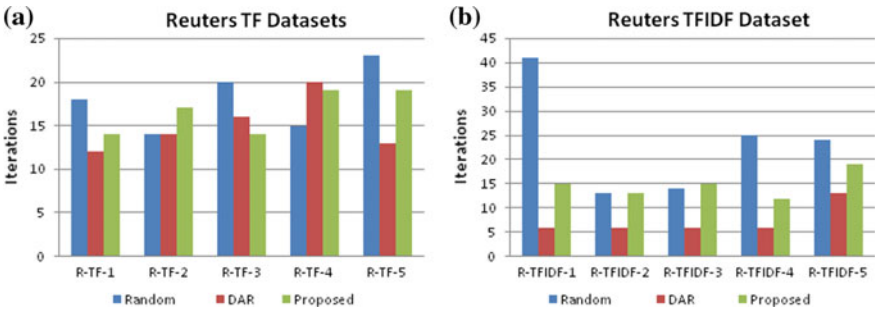 (a)
Reuters TF Datasets
Iterations
25
20
15
10
5
0
R-TF-1 R-TF-2 R-TF-3 R-TF-4 R-TF-5
Random DAR Proposed
(b)
Reuters TFIDF Dataset
Iterations
45
40
35
30
25
20
15
10
5
0
R-TFIDF-1 R-TFIDF-2 R-TFIDF-3 R-TFIDF-4 R-TFIDF-5
Random DAR Proposed